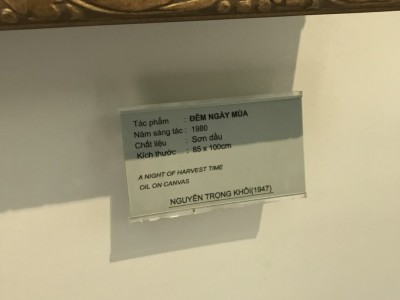 Tác phẩm : ĐÊM NGÀY MÙA
Năm sáng tác : 1980
Chất liệu : Sơn dầu
Kích thước : 85 x 100cm
A NIGHT OF HARVEST TIME
OIL ON CANVAS
NGUYỄN TRỌNG KHÔI(1947)